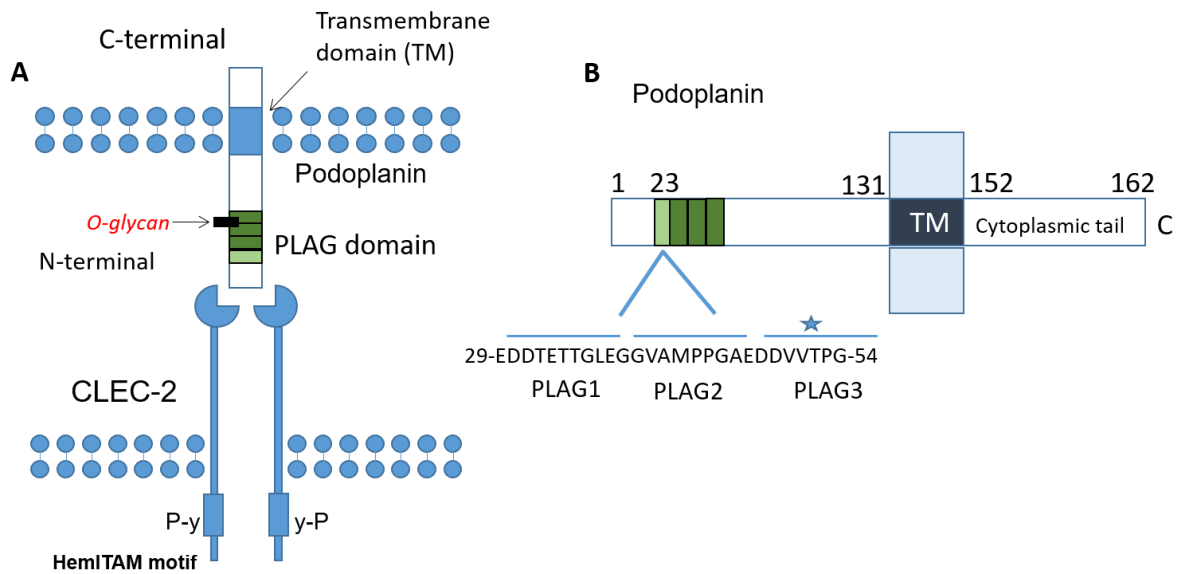 A
C-terminal
Transmembrane
domain (TM)
Podoplanin
O-glycan
PLAG domain
N-terminal
CLEC-2
P-y
y-P
HemITAM motif
B
Podoplanin
1 23 131 152 162
TM Cytoplasmic tail C
29-EDDTETTGLEGGVAMPPGAEDDVVTPG-54
PLAG1 PLAG2 PLAG3